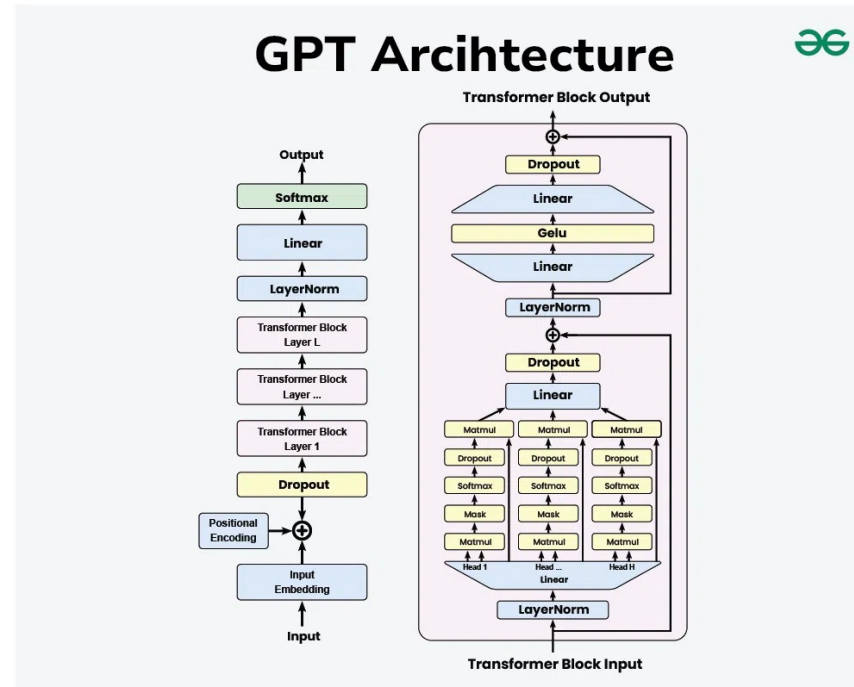 GPT Arcihtecture
Output
Softmax
Linear
LayerNorm
Transformer Block
Layer L
Transformer Block
Layer ...
Transformer Block
Layer 1
Dropout
Positional
Encoding
Input
Embedding
Input
Transformer Block Output
Dropout
Linear
Gelu
Linear
LayerNorm
Dropout
Linear
Matmul Matmul Matmul
Dropout Dropout Dropout
Softmax Softmax Softmax
Mask Mask Mask
Matmul Matmul Matmul
Head 1 Head ... Head H
Linear
LayerNorm
Transformer Block Input